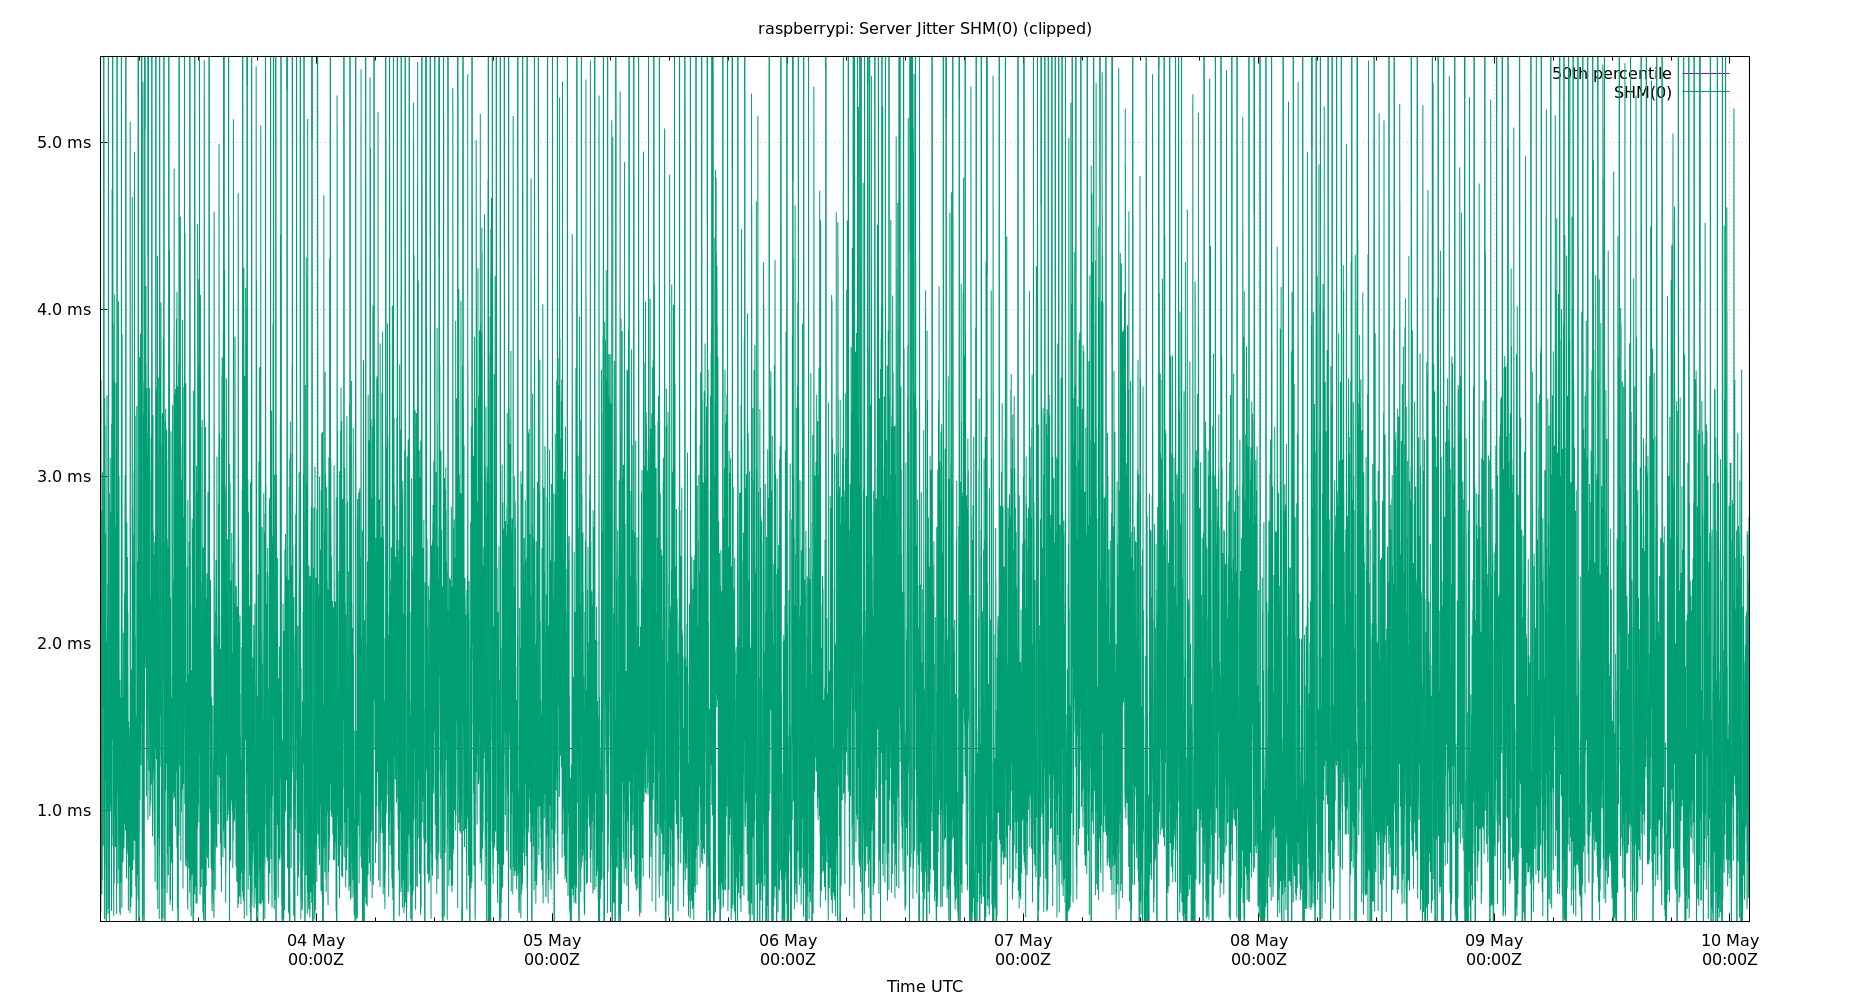 raspberrypi: Server Jitter SHM(0) (clipped)
50th percentile
SHM(0)
5.0 ms
4.0 ms
3.0 ms
2.0 ms
1.0 ms
04 May 05 May 06 May 07 May 08 May 09 May 10 May
00:00Z 00:00Z 00:00Z 00:00Z 00:00Z 00:00Z 00:00Z
Time UTC